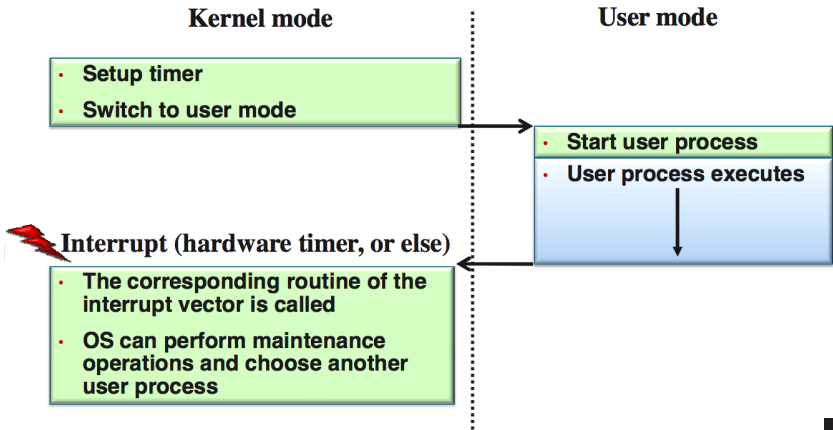 Kernel mode
User mode
• Setup timer
• Switch to user mode
• Start user process
• User process executes
Interrupt (hardware timer, or else)
• The corresponding routine of the
interrupt vector is called
• OS can perform maintenance
operations and choose another
user process